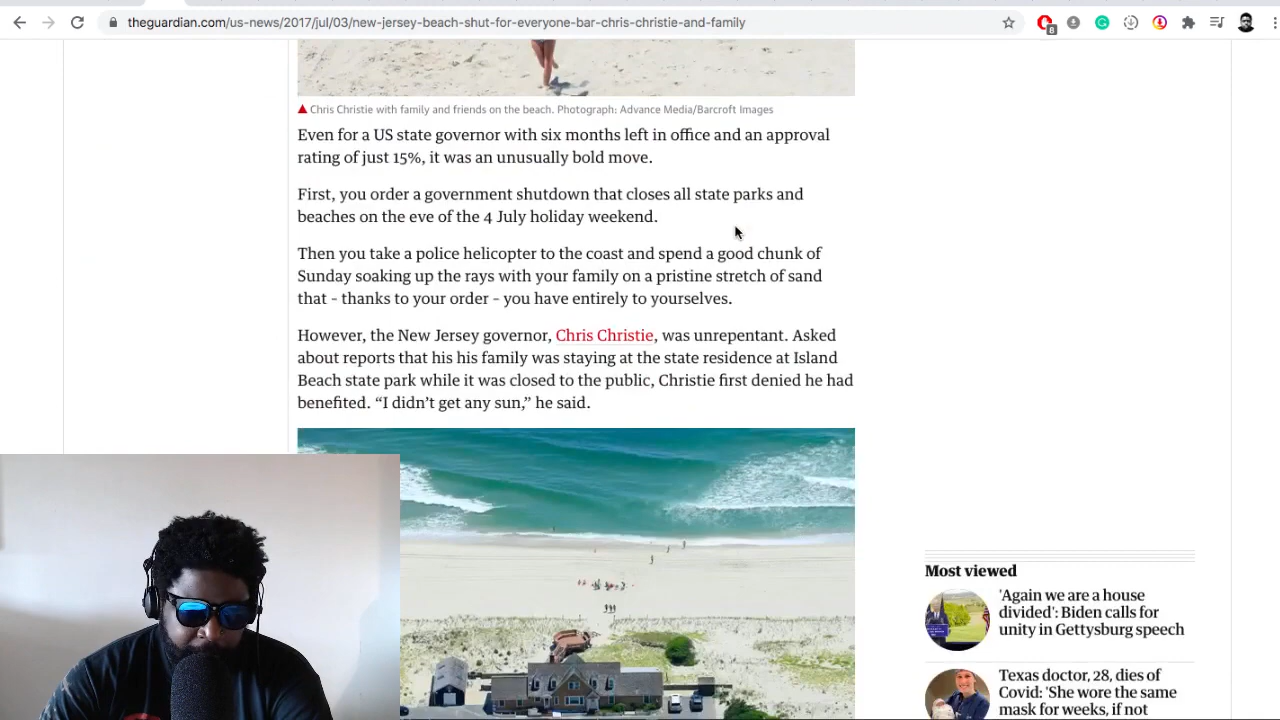 theguardian.com/us-news/2017/jul/03/new-jersey-beach-shut-for-everyone-bar-chris-christie-and-family
8
Chris Christie with family and friends on the beach. Photograph: Advance Media/Barcroft Images
Even for a US state governor with six months left in office and an approval
rating of just 15%, it was an unusually bold move.
First, you order a government shutdown that closes all state parks and
beaches on the eve of the 4 July holiday weekend.
Then you take a police helicopter to the coast and spend a good chunk of
Sunday soaking up the rays with your family on a pristine stretch of sand
that - thanks to your order - you have entirely to yourselves.
However, the New Jersey governor, Chris Christie, was unrepentant. Asked
about reports that his his family was staying at the state residence at Island
Beach state park while it was closed to the public, Christie first denied he had
benefited. “I didn’t get any sun,” he said.
Most viewed
'Again we are a house
divided': Biden calls for
unity in Gettysburg speech
Texas doctor, 28, dies of
Covid: 'She wore the same
mask for weeks, if not